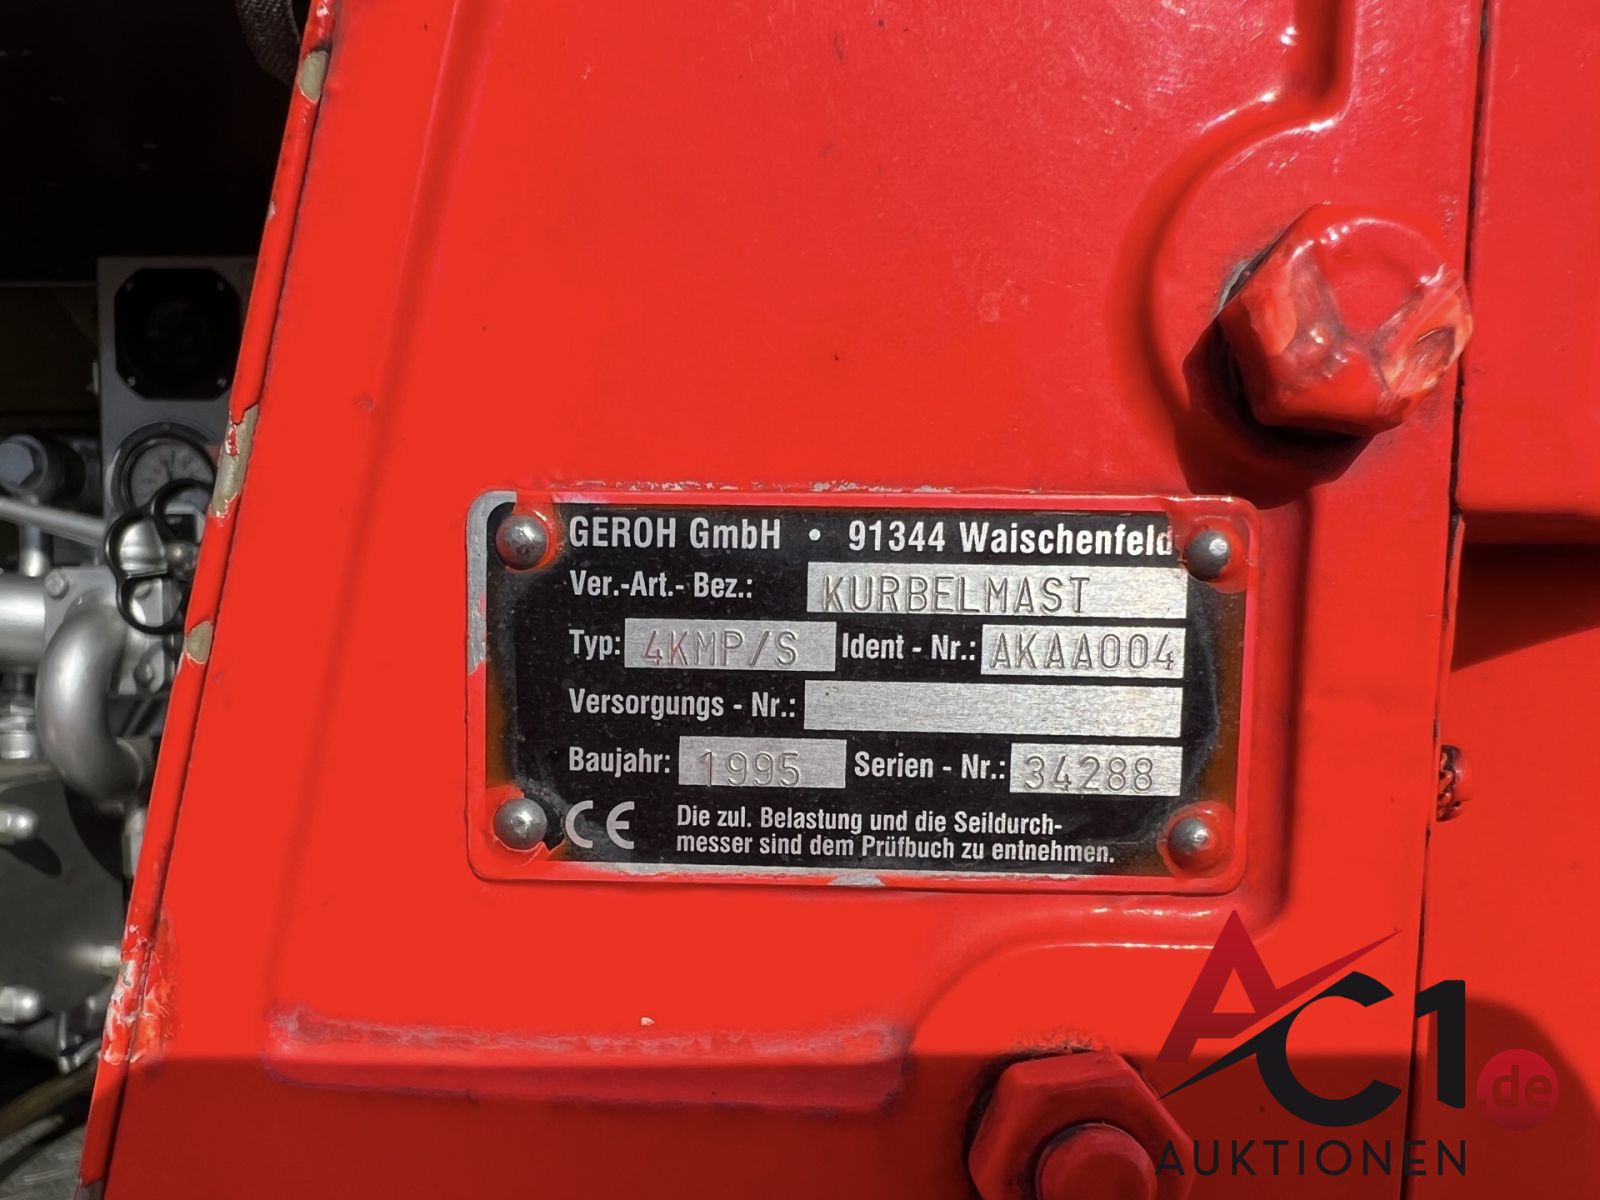 GEROH GmbH • 91344 Waischenfeld
Ver.-Art.- Bez.: KURBELMAST
Typ: 4KMP/S Ident - Nr.: AKAA004
Versorgungs - Nr.:
Baujahr: 1995 Serien - Nr.: 34288
CE Die zul. Belastung und die Seildurch-
messer sind dem Prüfbuch zu entnehmen.
AC1.de
AUKTIONEN